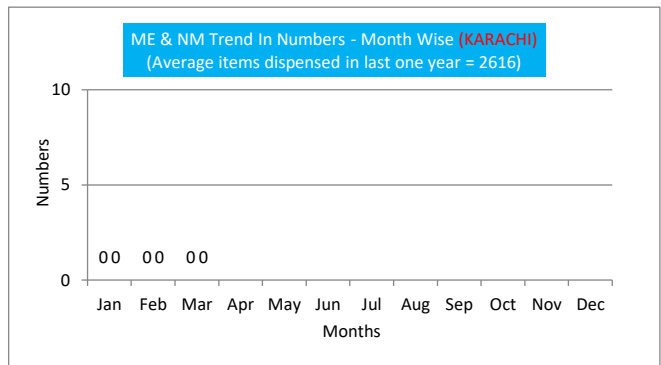 ME & NM Trend In Numbers - Month Wise (KARACHI)
(Average items dispensed in last one year = 2616)
10
5
0
Numbers
0 0 0 0 0 0
Jan Feb Mar Apr May Jun Jul Aug Sep Oct Nov Dec
Months